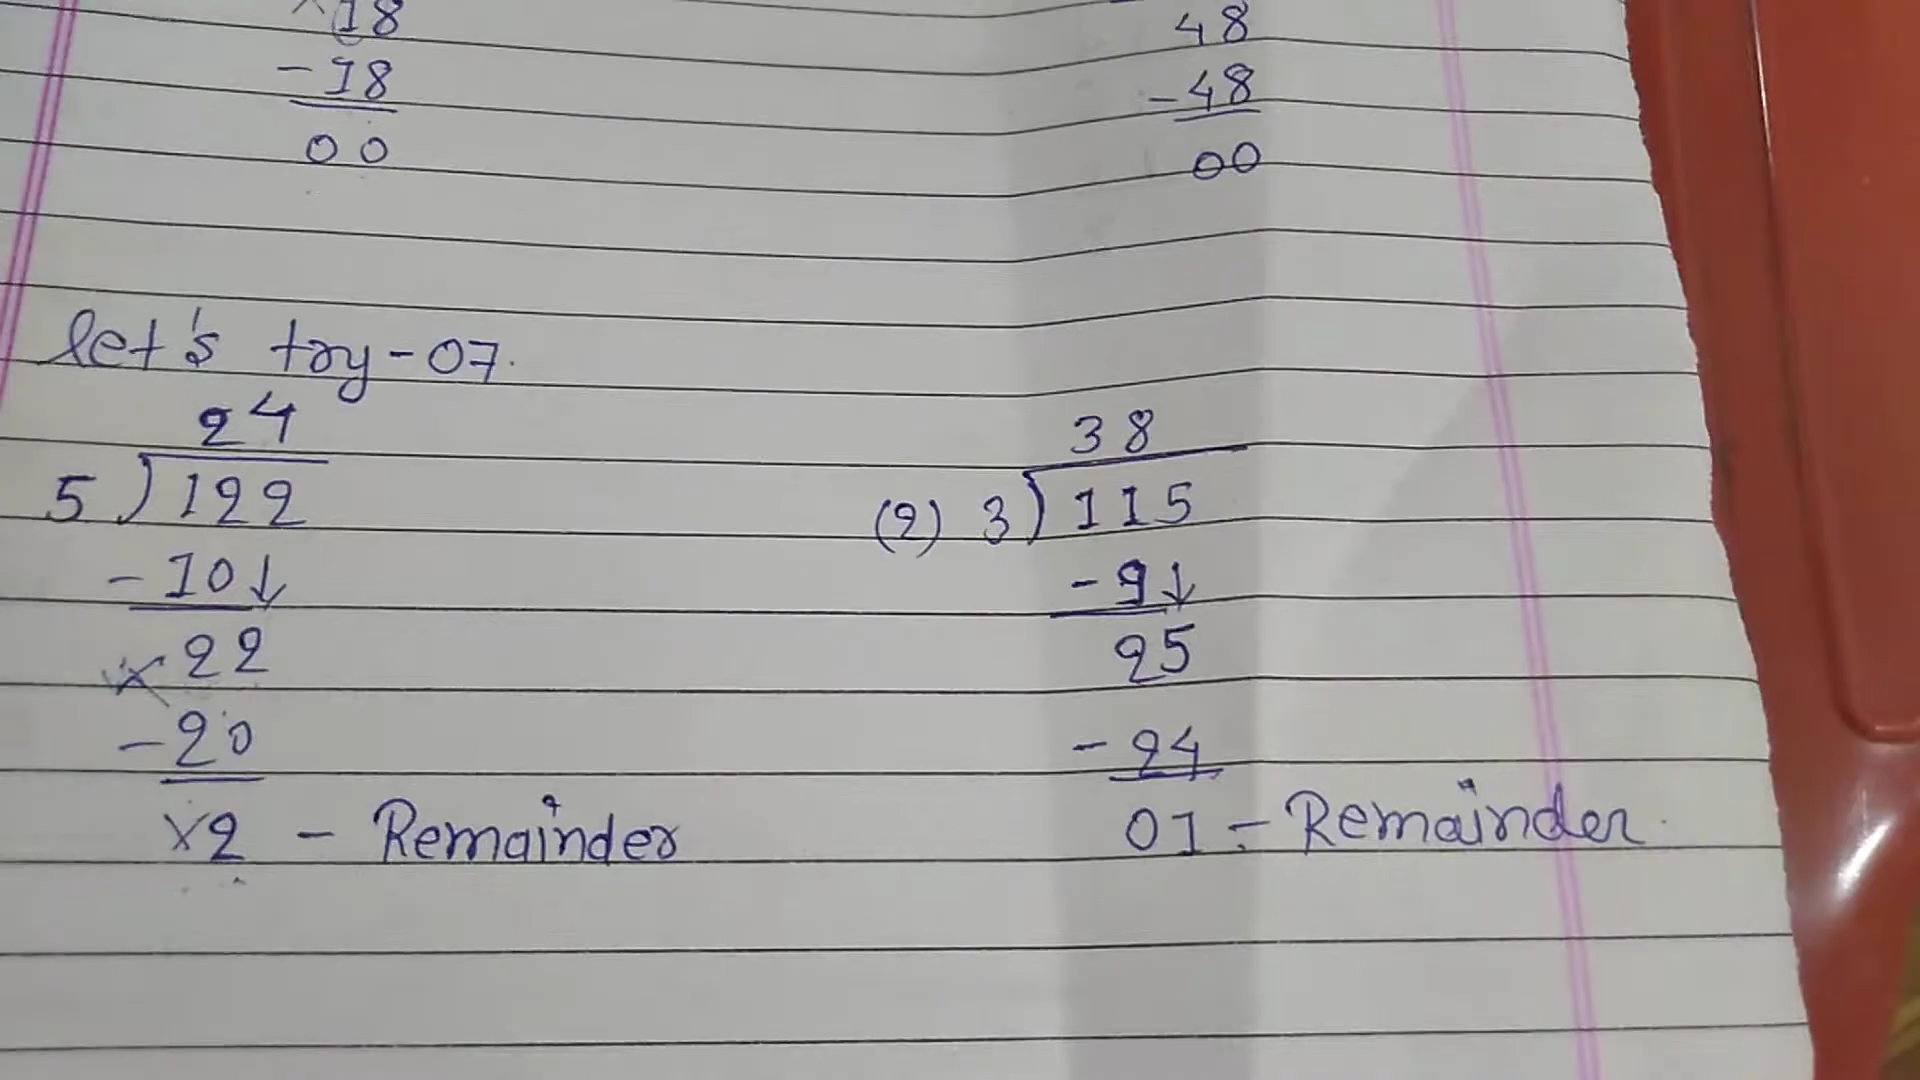 18
- 18
00
48
- 48
00
let's try - 07.
24
5 ) 122
- 10 ↓
× 22
- 20
×2 - Remainder
38
(2) 3 ) 115
- 9 ↓
25
- 24
01 - Remainder.